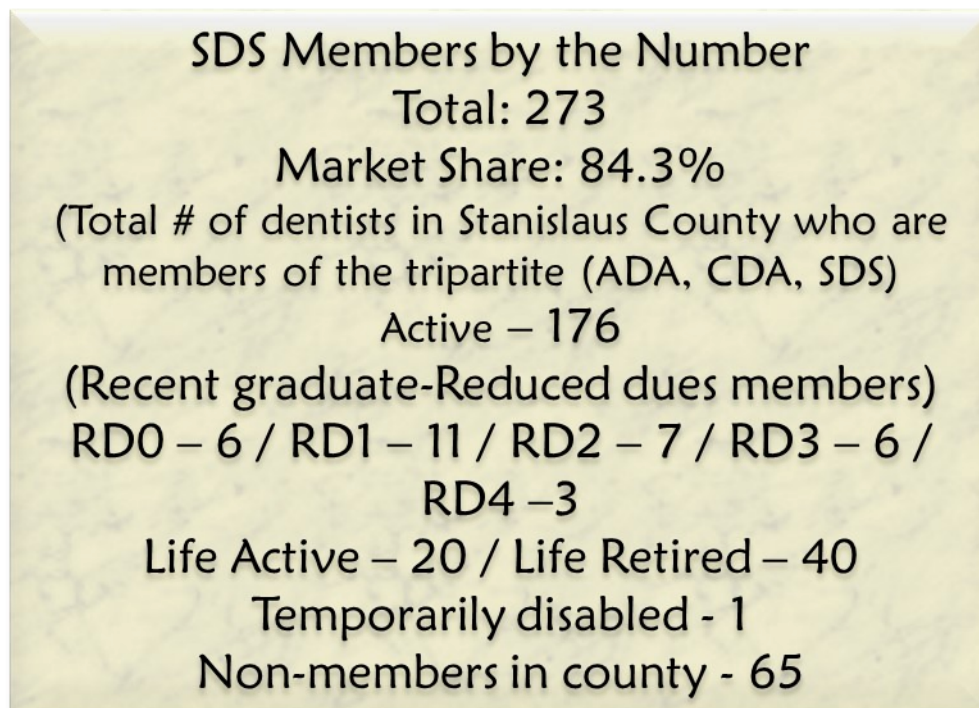 SDS Members by the Number
Total: 273
Market Share: 84.3%
(Total # of dentists in Stanislaus County who are
members of the tripartite (ADA, CDA, SDS)
Active – 176
(Recent graduate-Reduced dues members)
RD0 – 6 / RD1 – 11 / RD2 – 7 / RD3 – 6 /
RD4 –3
Life Active – 20 / Life Retired – 40
Temporarily disabled - 1
Non-members in county - 65